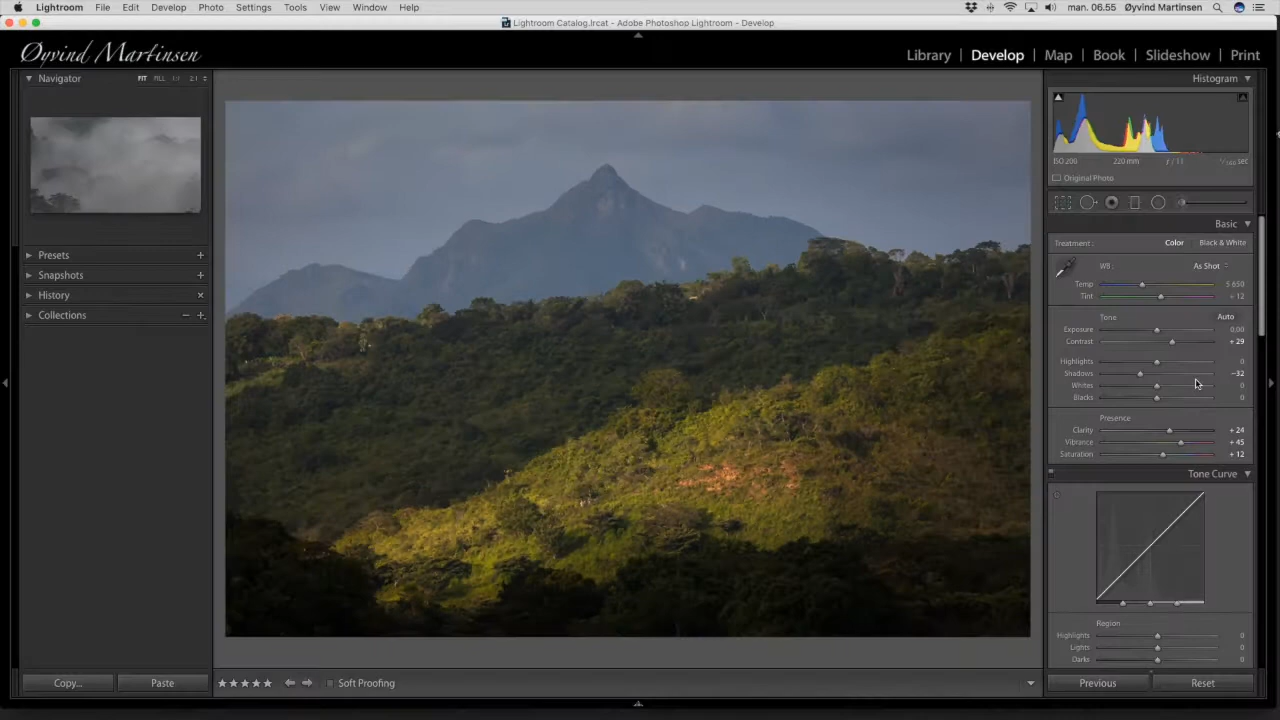 Lightroom File Edit Develop Photo Settings Tools View Window Help man. 06.55 Øyvind Martinsen
Lightroom Catalog.lrcat - Adobe Photoshop Lightroom - Develop
Øyvind Martinsen
Library | Develop | Map | Book | Slideshow | Print
Navigator FIT FILL 1:1 2:1
Histogram
ISO 200 220 mm f / 11 sec
Original Photo
Basic
Treatment : Color Black & White
WB : As Shot
Temp 5 650
Tint + 12
Tone Auto
Exposure 0,00
Contrast + 29
Highlights 0
Shadows −32
Whites 0
Blacks 0
Presence
Clarity + 24
Vibrance + 45
Saturation + 12
Tone Curve
Region
Highlights 0
Lights 0
Darks 0
Presets
Snapshots
History
Collections
Copy... Paste
Soft Proofing
Previous Reset